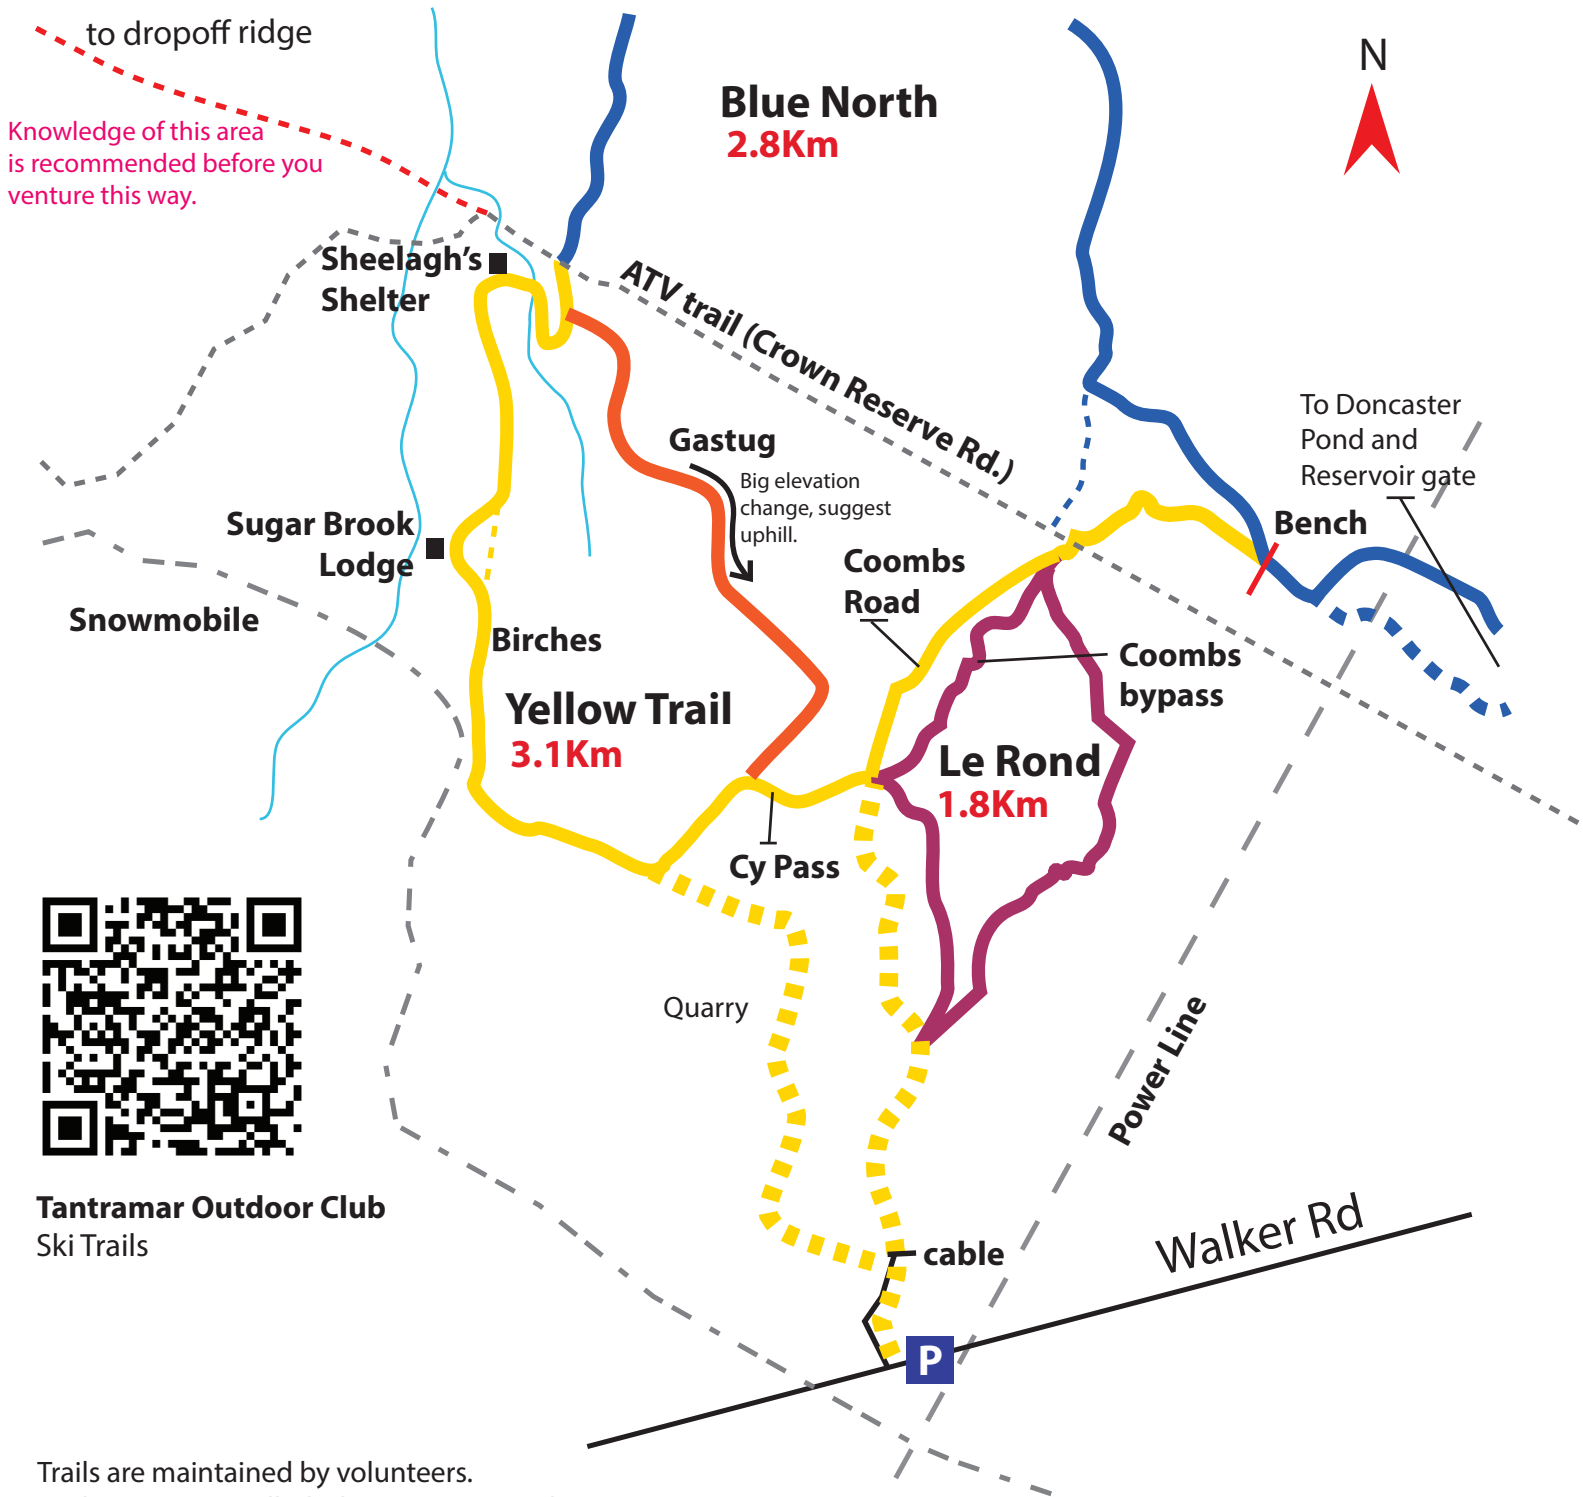 to dropoff ridge
Knowledge of this area
is recommended before you
venture this way.
Blue North
2.8Km
N
Sheelagh's
Shelter
ATV trail (Crown Reserve Rd.)
To Doncaster
Pond and
Reservoir gate
Gastug
Big elevation
change, suggest
uphill.
Sugar Brook
Lodge
Bench
Coombs
Road
Snowmobile
Birches
Coombs
bypass
Yellow Trail
3.1Km
Le Rond
1.8Km
Cy Pass
Quarry
Power Line
Tantramar Outdoor Club
Ski Trails
Walker Rd
cable
P
Trails are maintained by volunteers.